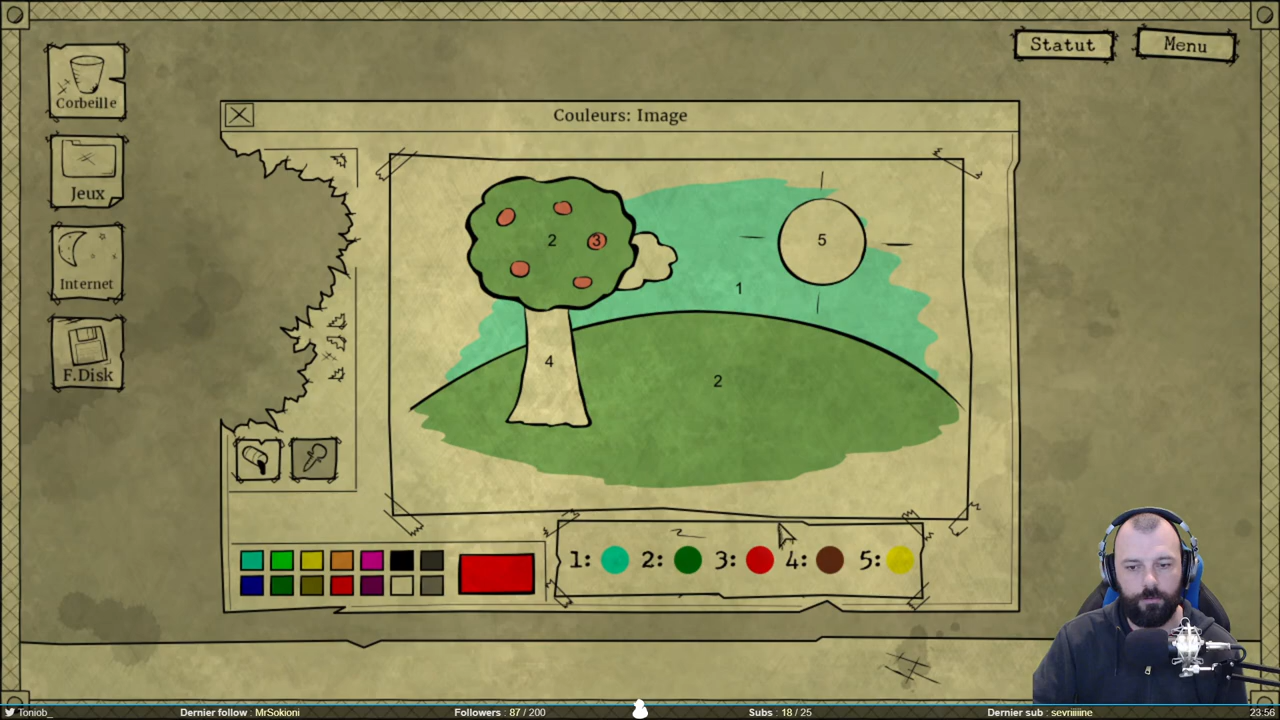 Statut
Menu
Corbeille
Couleurs: Image
Jeux
2
3
5
Internet
1
4
F.Disk
2
1: 2: 3: 4: 5:
Toniob_
Dernier follow : MrSokioni
Followers : 87 / 200
Subs : 18 / 25
Dernier sub : sevriiiiine
23:56